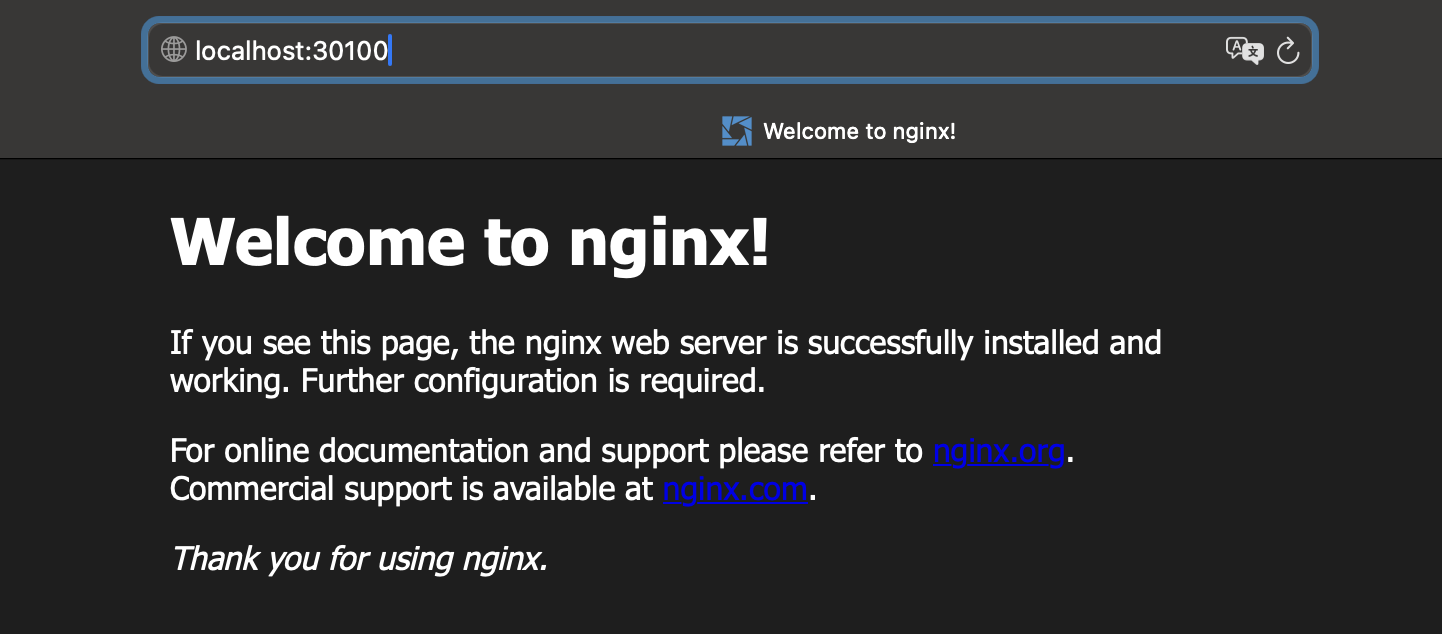 localhost:30100
Welcome to nginx!
Welcome to nginx!
If you see this page, the nginx web server is successfully installed and
working. Further configuration is required.
For online documentation and support please refer to nginx.org.
Commercial support is available at nginx.com.
Thank you for using nginx.